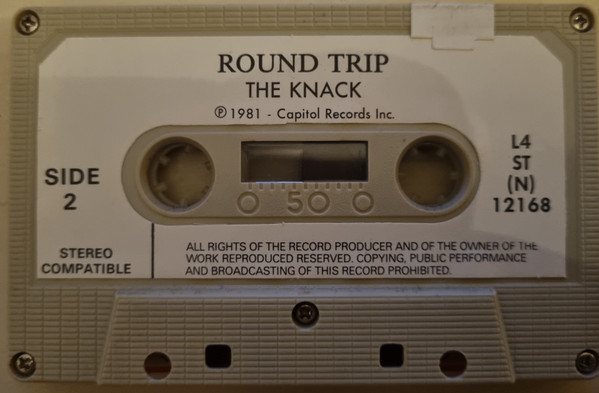 ROUND TRIP
THE KNACK
℗ 1981 - Capitol Records Inc.
SIDE
2
L4
ST
(N)
12168
0 50 0
STEREO
COMPATIBLE
ALL RIGHTS OF THE RECORD PRODUCER AND OF THE OWNER OF THE
WORK REPRODUCED RESERVED. COPYING, PUBLIC PERFORMANCE
AND BROADCASTING OF THIS RECORD PROHIBITED.